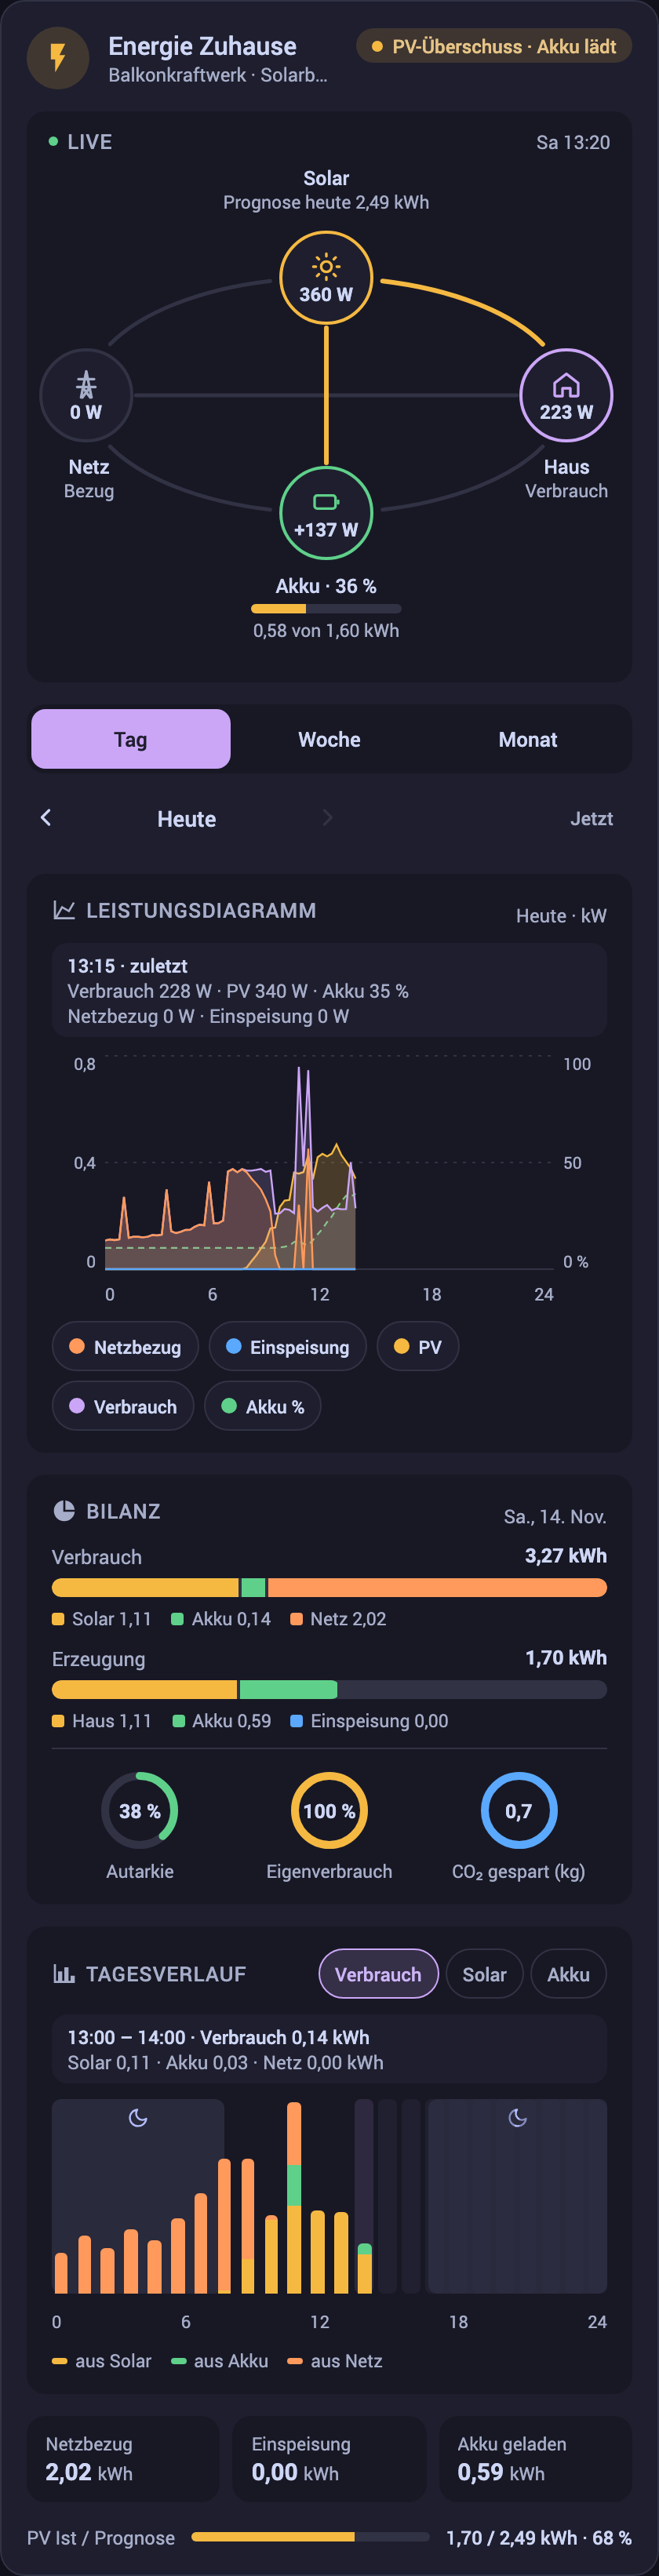 Energie Zuhause
Balkonkraftwerk · Solarb...
PV-Überschuss · Akku lädt
LIVE
Sa 13:20
Solar
Prognose heute 2,49 kWh
360 W
0 W
223 W
Netz
Bezug
Haus
Verbrauch
+137 W
Akku · 36 %
0,58 von 1,60 kWh
Tag
Woche
Monat
Heute
Jetzt
LEISTUNGSDIAGRAMM
Heute · kW
13:15 · zuletzt
Verbrauch 228 W · PV 340 W · Akku 35 %
Netzbezug 0 W · Einspeisung 0 W
0,8
100
0,4
50
0
0 %
0 6 12 18 24
Netzbezug
Einspeisung
PV
Verbrauch
Akku %
BILANZ
Sa., 14. Nov.
Verbrauch
3,27 kWh
Solar 1,11
Akku 0,14
Netz 2,02
Erzeugung
1,70 kWh
Haus 1,11
Akku 0,59
Einspeisung 0,00
38 %
100 %
0,7
Autarkie
Eigenverbrauch
CO₂ gespart (kg)
TAGESVERLAUF
Verbrauch
Solar
Akku
13:00 – 14:00 · Verbrauch 0,14 kWh
Solar 0,11 · Akku 0,03 · Netz 0,00 kWh
0 6 12 18 24
aus Solar
aus Akku
aus Netz
Netzbezug
2,02 kWh
Einspeisung
0,00 kWh
Akku geladen
0,59 kWh
PV Ist / Prognose
1,70 / 2,49 kWh · 68 %